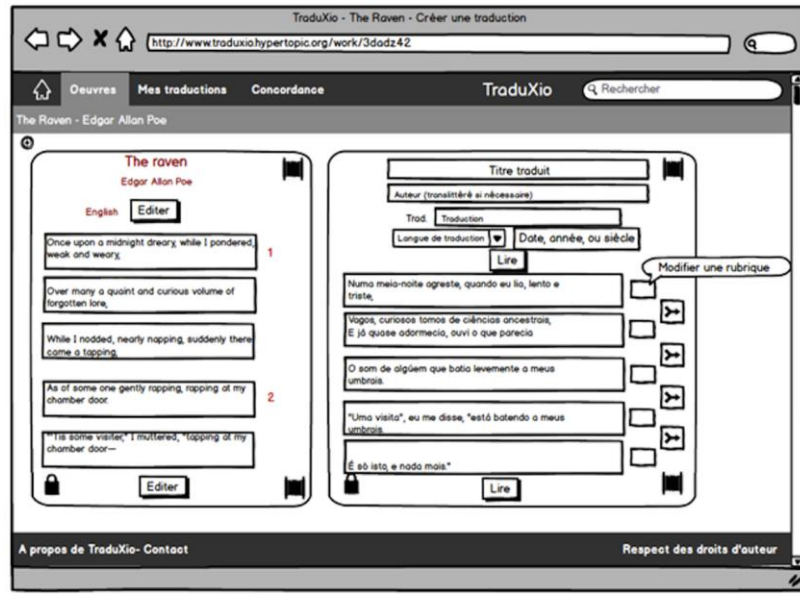 TraduXio - The Raven - Créer une traduction
http://www.traduxio.hypertopic.org/work/3dadz42
Oeuvres
Mes traductions
Concordance
TraduXio
Rechercher
The Raven - Edgar Allan Poe
The raven
Edgar Allan Poe
English
Editer
Once upon a midnight dreary, while I pondered,
weak and weary,
1
Over many a quaint and curious volume of
forgotten lore,
While I nodded, nearly napping, suddenly there
came a tapping,
As of some one gently rapping, rapping at my
chamber door.
2
"'Tis some visiter," I muttered, "tapping at my
chamber door—
Editer
Titre traduit
Auteur (translittéré si nécessaire)
Trad.
Traduction
Langue de traduction
Date, année, ou siècle
Lire
Modifier une rubrique
Numa meia-noite agreste, quando eu lia, lento e
triste,
Vagos, curiosos tomos de ciências ancestrais,
E já quase adormecia, ouvi o que parecia
O som de algúem que batia levemente a meus
umbrais.
"Uma visita", eu me disse, "está batendo a meus
umbrais.
É só isto, e nada mais."
Lire
A propos de TraduXio- Contact
Respect des droits d'auteur